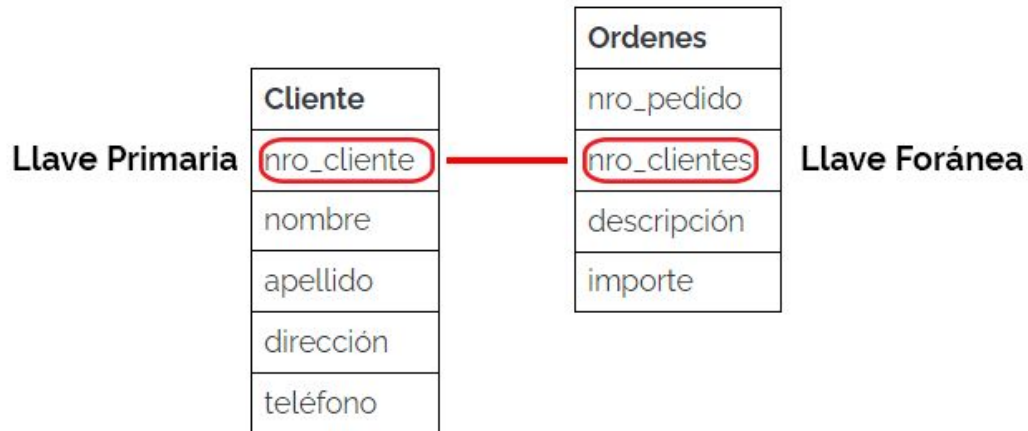 Llave Primaria
Cliente
nro_cliente
nombre
apellido
dirección
teléfono
Ordenes
nro_pedido
nro_clientes
descripción
importe
Llave Foránea